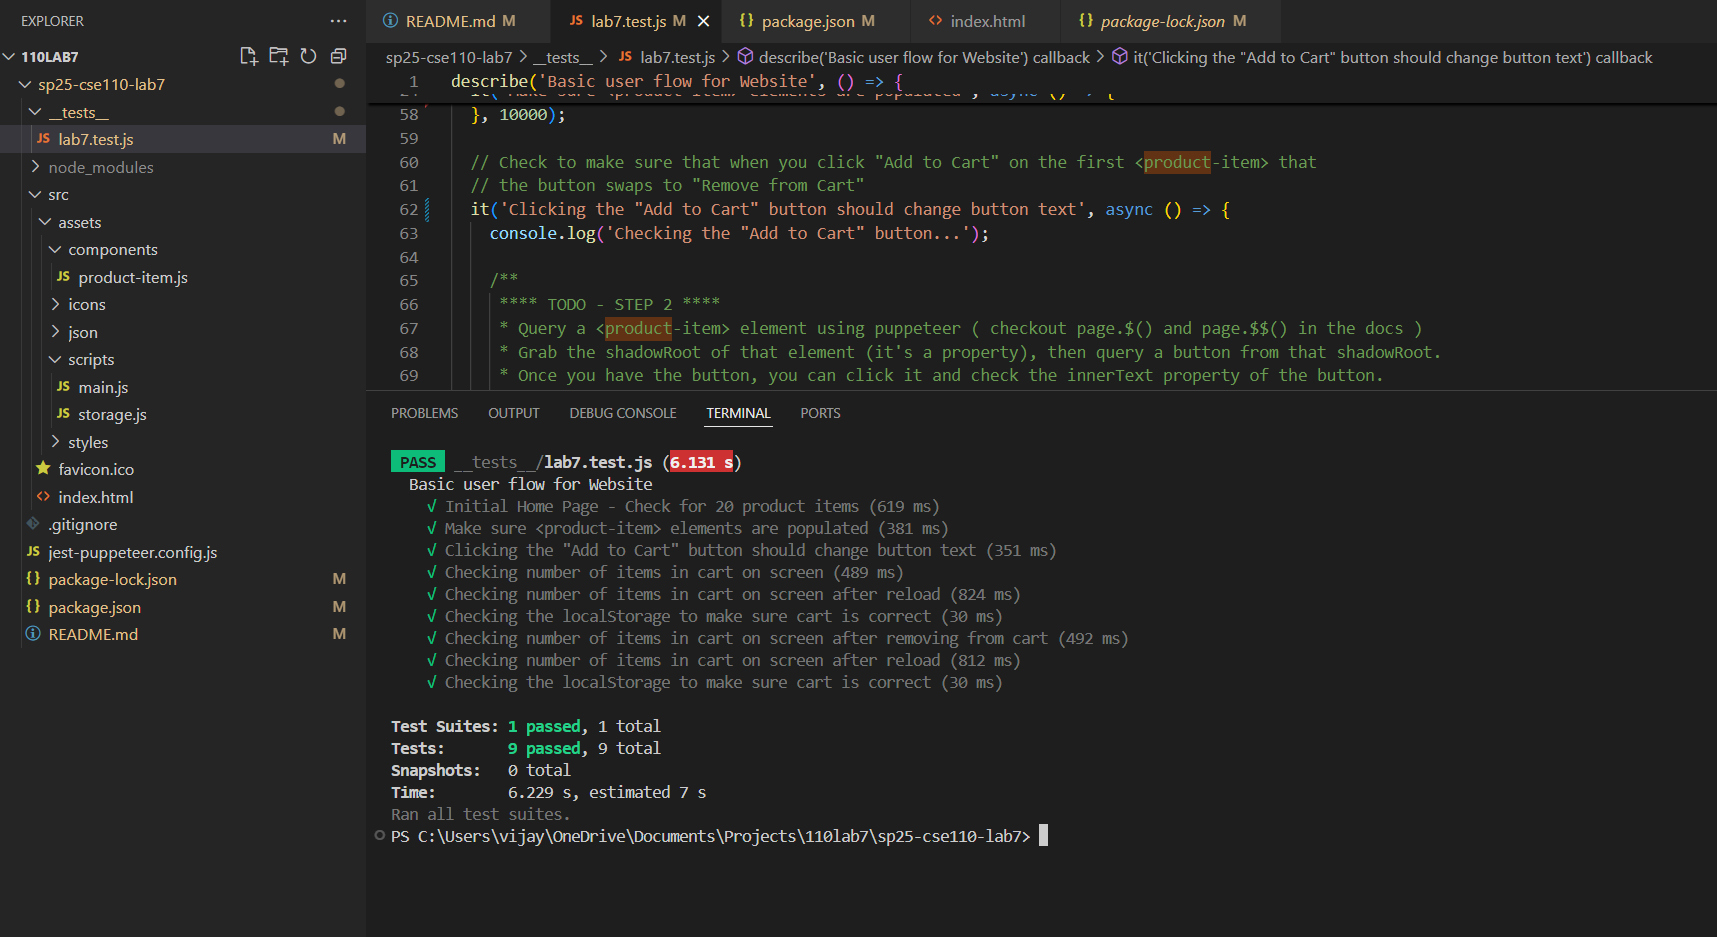 EXPLORER
110LAB7
sp25-cse110-lab7
__tests__
JS lab7.test.js M
node_modules
src
assets
components
JS product-item.js
icons
json
scripts
JS main.js
JS storage.js
styles
favicon.ico
<> index.html
.gitignore
JS jest-puppeteer.config.js
{} package-lock.json M
{} package.json M
README.md M
README.md M JS lab7.test.js M {} package.json M <> index.html {} package-lock.json M
sp25-cse110-lab7 > __tests__ > JS lab7.test.js > describe('Basic user flow for Website') callback > it('Clicking the "Add to Cart" button should change button text') callback
1 describe('Basic user flow for Website', () => {
58 }, 10000);
59
60 // Check to make sure that when you click "Add to Cart" on the first <product-item> that
61 // the button swaps to "Remove from Cart"
62 it('Clicking the "Add to Cart" button should change button text', async () => {
63 console.log('Checking the "Add to Cart" button...');
64
65 /**
66 **** TODO - STEP 2 ****
67 * Query a <product-item> element using puppeteer ( checkout page.$() and page.$$() in the docs )
68 * Grab the shadowRoot of that element (it's a property), then query a button from that shadowRoot.
69 * Once you have the button, you can click it and check the innerText property of the button.
PROBLEMS OUTPUT DEBUG CONSOLE TERMINAL PORTS
PASS __tests__/lab7.test.js (6.131 s)
Basic user flow for Website
√ Initial Home Page - Check for 20 product items (619 ms)
√ Make sure <product-item> elements are populated (381 ms)
√ Clicking the "Add to Cart" button should change button text (351 ms)
√ Checking number of items in cart on screen (489 ms)
√ Checking number of items in cart on screen after reload (824 ms)
√ Checking the localStorage to make sure cart is correct (30 ms)
√ Checking number of items in cart on screen after removing from cart (492 ms)
√ Checking number of items in cart on screen after reload (812 ms)
√ Checking the localStorage to make sure cart is correct (30 ms)
Test Suites: 1 passed, 1 total
Tests: 9 passed, 9 total
Snapshots: 0 total
Time: 6.229 s, estimated 7 s
Ran all test suites.
PS C:\Users\vijay\OneDrive\Documents\Projects\110lab7\sp25-cse110-lab7>